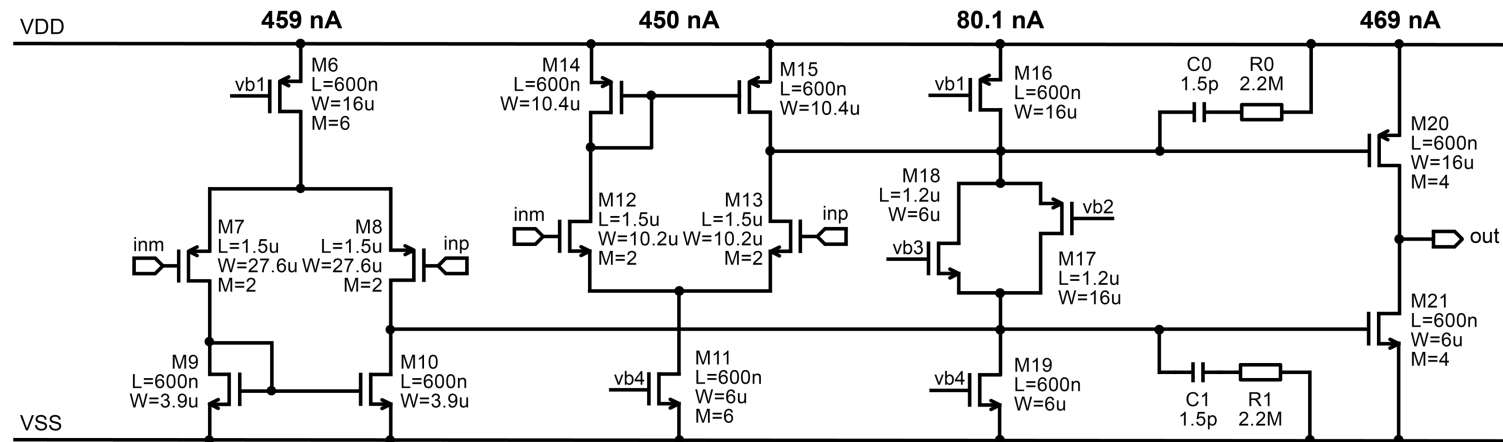 459 nA
450 nA
80.1 nA
469 nA
VDD
M6
L=600n
W=16u
M=6
vb1
M14
L=600n
W=10.4u
M15
L=600n
W=10.4u
vb1
M16
L=600n
W=16u
C0
1.5p
R0
2.2M
M20
L=600n
W=16u
M=4
inm
M7
L=1.5u
W=27.6u
M=2
M8
L=1.5u
W=27.6u
M=2
inp
inm
M12
L=1.5u
W=10.2u
M=2
M13
L=1.5u
W=10.2u
M=2
inp
M18
L=1.2u
W=6u
vb3
vb2
M17
L=1.2u
W=16u
out
M9
L=600n
W=3.9u
M10
L=600n
W=3.9u
vb4
M11
L=600n
W=6u
M=6
vb4
M19
L=600n
W=6u
C1
1.5p
R1
2.2M
M21
L=600n
W=6u
M=4
VSS